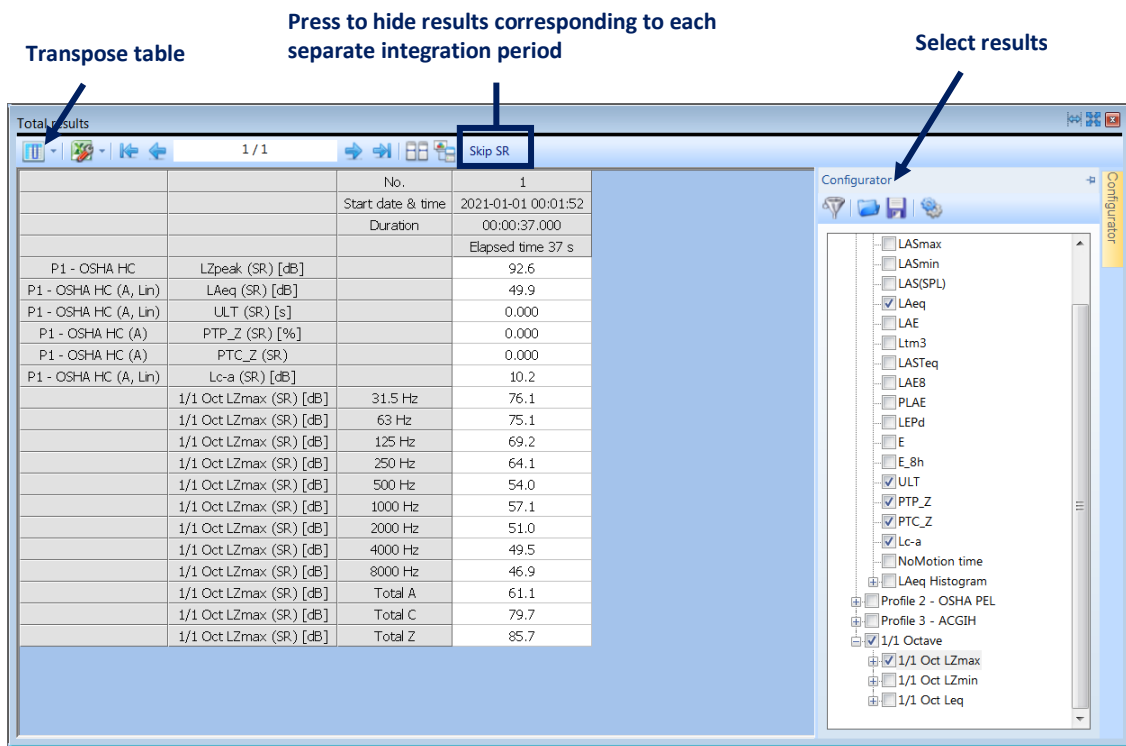 Press to hide results corresponding to each
separate integration period
Transpose table
Select results
Total results
1 / 1
Skip SR
No. 1
Start date & time 2021-01-01 00:01:52
Duration 00:00:37.000
Elapsed time 37 s
P1 - OSHA HC LZpeak (SR) [dB] 92.6
P1 - OSHA HC (A, Lin) LAeq (SR) [dB] 49.9
P1 - OSHA HC (A, Lin) ULT (SR) [s] 0.000
P1 - OSHA HC (A) PTP_Z (SR) [%] 0.000
P1 - OSHA HC (A) PTC_Z (SR) 0.000
P1 - OSHA HC (A, Lin) Lc-a (SR) [dB] 10.2
1/1 Oct LZmax (SR) [dB] 31.5 Hz 76.1
1/1 Oct LZmax (SR) [dB] 63 Hz 75.1
1/1 Oct LZmax (SR) [dB] 125 Hz 69.2
1/1 Oct LZmax (SR) [dB] 250 Hz 64.1
1/1 Oct LZmax (SR) [dB] 500 Hz 54.0
1/1 Oct LZmax (SR) [dB] 1000 Hz 57.1
1/1 Oct LZmax (SR) [dB] 2000 Hz 51.0
1/1 Oct LZmax (SR) [dB] 4000 Hz 49.5
1/1 Oct LZmax (SR) [dB] 8000 Hz 46.9
1/1 Oct LZmax (SR) [dB] Total A 61.1
1/1 Oct LZmax (SR) [dB] Total C 79.7
1/1 Oct LZmax (SR) [dB] Total Z 85.7
Configurator
Configurator
LASmax
LASmin
LAS(SPL)
LAeq
LAE
Ltm3
LASTeq
LAE8
PLAE
LEPd
E
E_8h
ULT
PTP_Z
PTC_Z
Lc-a
NoMotion time
LAeq Histogram
Profile 2 - OSHA PEL
Profile 3 - ACGIH
1/1 Octave
1/1 Oct LZmax
1/1 Oct LZmin
1/1 Oct Leq